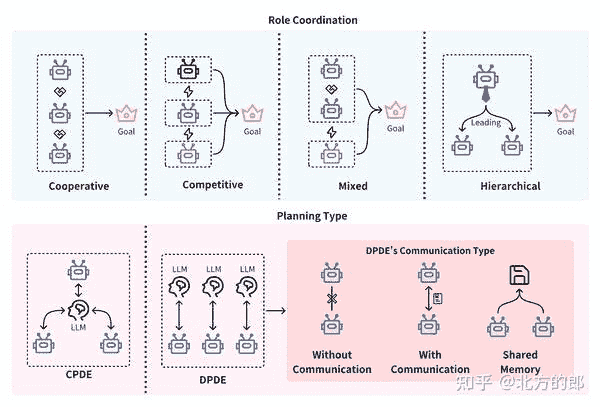 Role Coordination
Goal
Goal
Goal
Leading
Goal
Cooperative
Competitive
Mixed
Hierarchical
Planning Type
LLM
CPDE
LLM LLM LLM
DPDE
DPDE's Communication Type
Without
Communication
With
Communication
Shared
Memory
知乎 @北方的郎